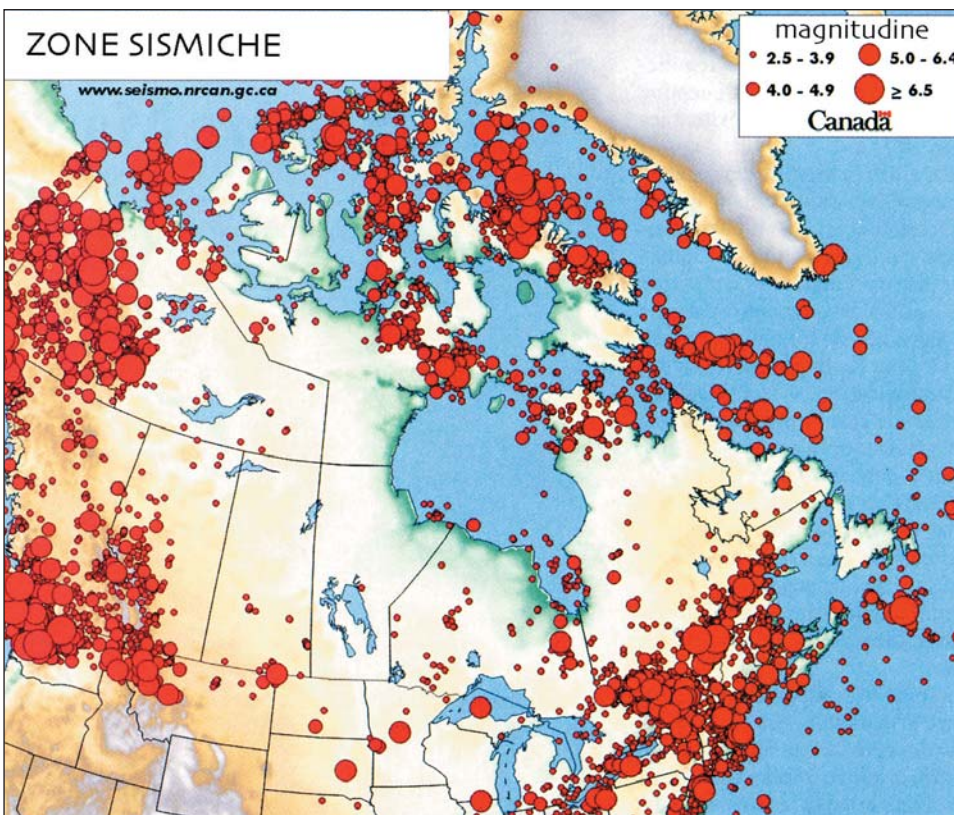 ZONE SISMICHE
www.seismo.nrcan.gc.ca
magnitudine
2.5 - 3.9
5.0 - 6.4
4.0 - 4.9
≥ 6.5
Canada